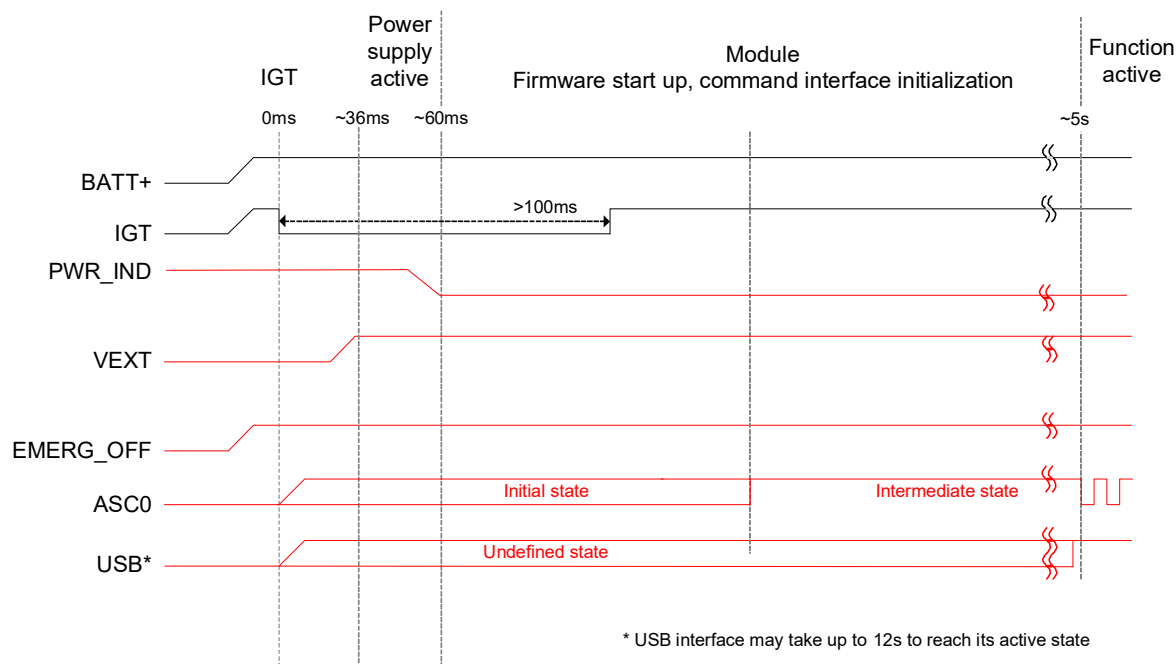 Power
supply
active
IGT
Module
Firmware start up, command interface initialization
Function
active
0ms
~36ms
~60ms
~5s
BATT+
>100ms
IGT
PWR_IND
VEXT
EMERG_OFF
ASC0
Initial state
Intermediate state
USB*
Undefined state
* USB interface may take up to 12s to reach its active state